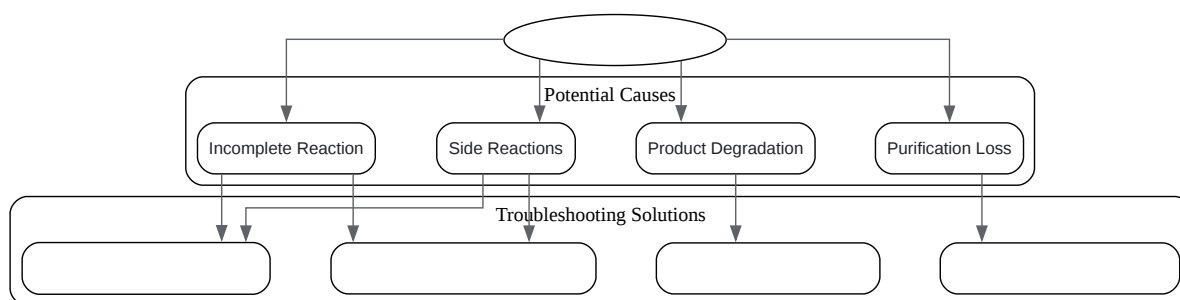 Potential Causes
Incomplete Reaction
Side Reactions
Product Degradation
Purification Loss
Troubleshooting Solutions